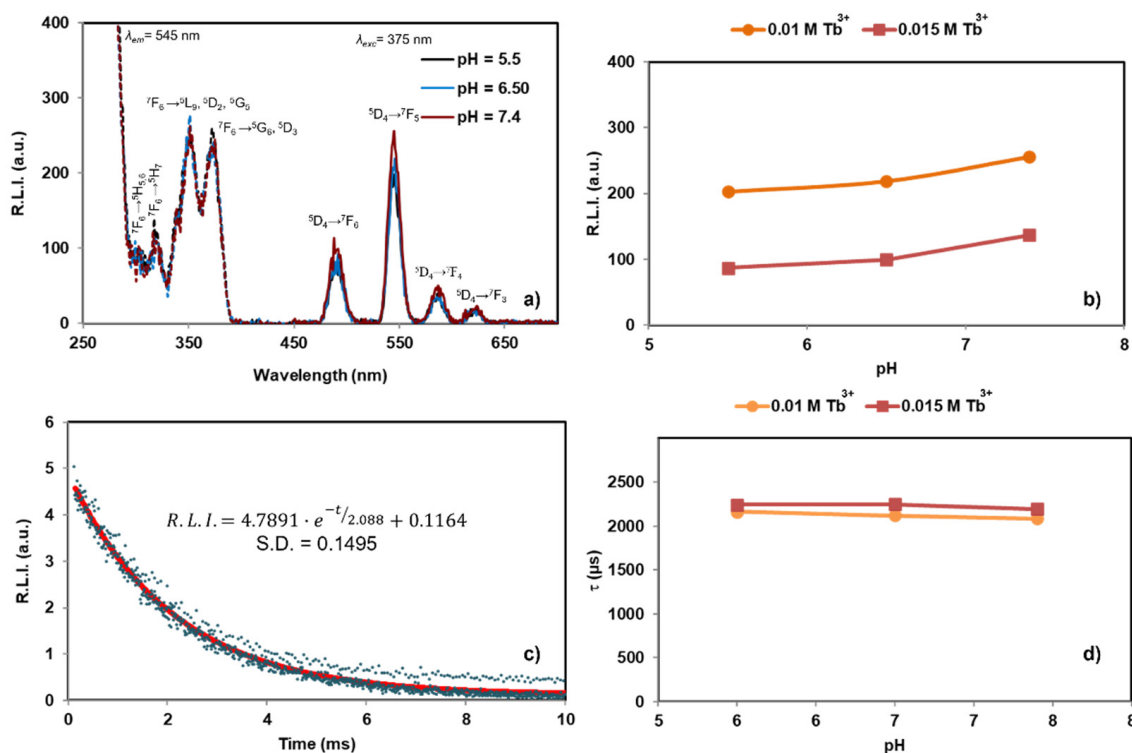 400
300
200
100
0
R.L.I. (a.u.)
λem = 545 nm
λexc= 375 nm
pH = 5.5
pH = 6.50
pH = 7.4
⁷F₆→⁵L₉, ⁵D₂, ⁵G₅
⁷F₆→⁵G₆, ⁵D₃
⁷F₆→⁵H₅,₆
⁷F₆→⁵H₇
⁵D₄→⁷F₆
⁵D₄→⁷F₅
⁵D₄→⁷F₄
⁵D₄→⁷F₃
a)
250 350 450 550 650
Wavelength (nm)
0.01 M Tb³⁺ 0.015 M Tb³⁺
400
300
200
100
0
R.L.I. (a.u.)
b)
5 6 7 8
pH
6
5
4
3
2
1
0
R.L.I. (a.u.)
R.L.I. = 4.7891 · e^(−t/2.088) + 0.1164
S.D. = 0.1495
c)
0 2 4 6 8 10
Time (ms)
0.01 M Tb³⁺ 0.015 M Tb³⁺
2500
2000
1500
1000
500
0
τ (µs)
d)
5 6 6 7 7 8 8
pH